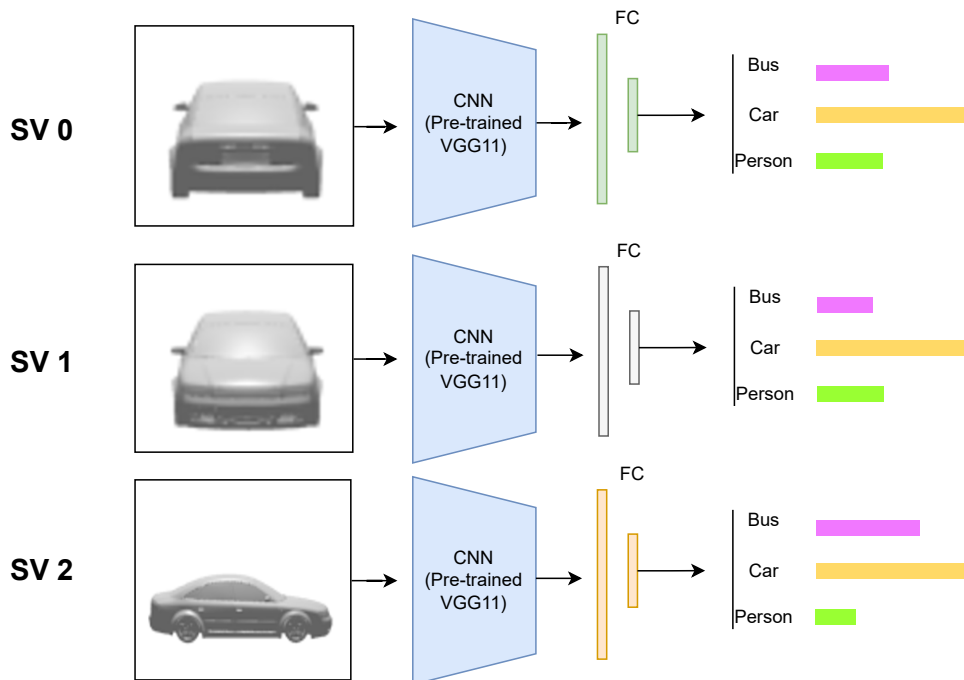 FC
SV 0
CNN
(Pre-trained
VGG11)
Bus
Car
Person
FC
SV 1
CNN
(Pre-trained
VGG11)
Bus
Car
Person
FC
SV 2
CNN
(Pre-trained
VGG11)
Bus
Car
Person